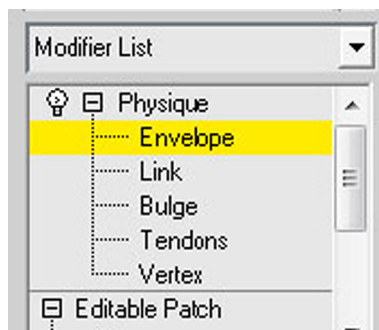 Modifier List
Physique
Envelope
Link
Bulge
Tendons
Vertex
Editable Patch